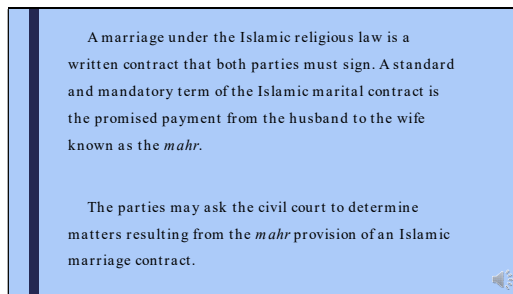 A marriage under the Islamic religious law is a
written contract that both parties must sign. A standard
and mandatory term of the Islamic marital contract is
the promised payment from the husband to the wife
known as the mahr.
The parties may ask the civil court to determine
matters resulting from the mahr provision of an Islamic
marriage contract.